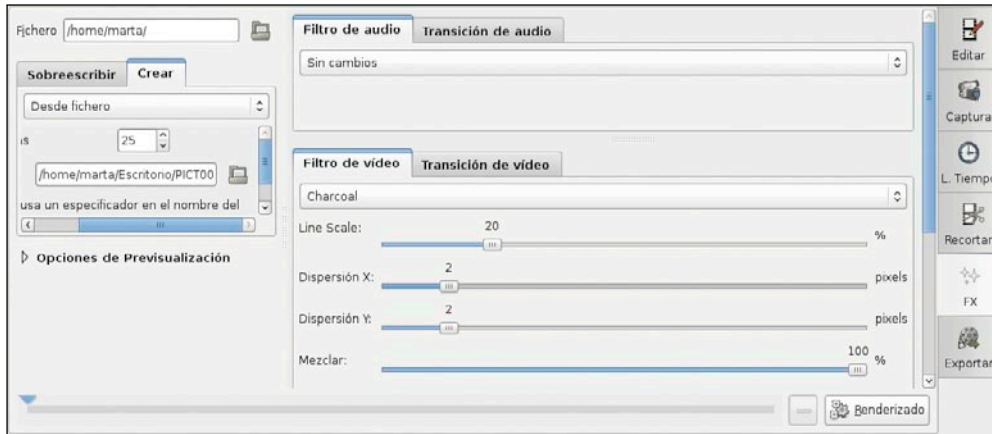 Fichero /home/marta/
Sobreescribir Crear
Desde fichero
as 25
/home/marta/Escritorio/PICT00
usa un especificador en el nombre del
Opciones de Previsualización
Filtro de audio Transición de audio
Sin cambios
Filtro de vídeo Transición de vídeo
Charcoal
Line Scale: 20 %
Dispersión X: 2 pixels
Dispersión Y: 2 pixels
Mezclar: 100 %
Renderizado
Editar
Captura
L. Tiempo
Recortar
FX
Exportar